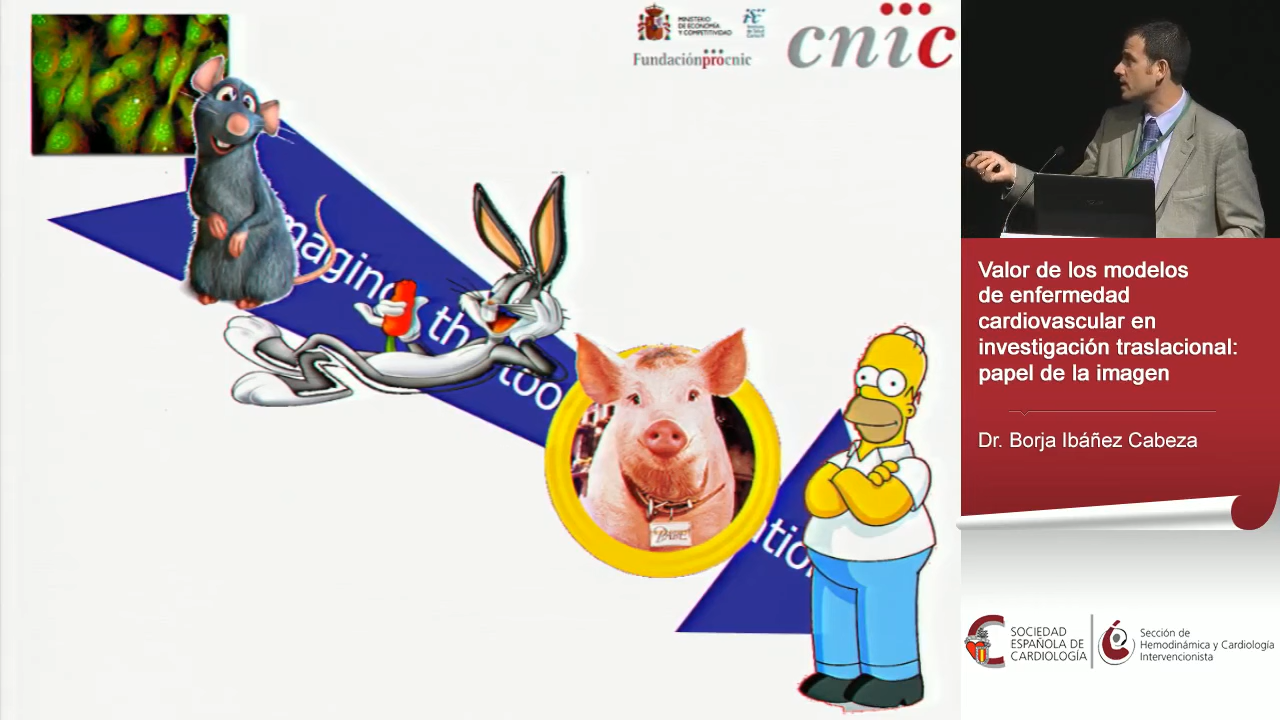 MINISTERIO
DE ECONOMÍA
Y COMPETITIVIDAD
Fundaciónprocnic
cnic
Valor de los modelos
de enfermedad
cardiovascular en
investigación traslacional:
papel de la imagen
Dr. Borja Ibáñez Cabeza
SOCIEDAD
ESPAÑOLA DE
CARDIOLOGÍA
Sección de
Hemodinámica y Cardiología
Intervencionista